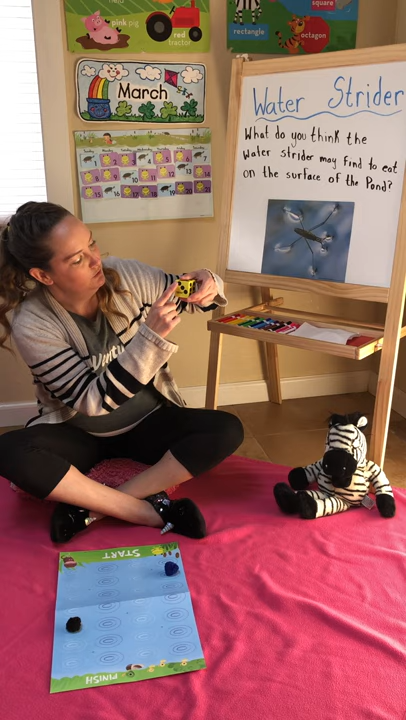 pink pig
red
tractor
rectangle
square
octagon
March
Water Strider
What do you think the
water strider may find to eat
on the surface of the Pond?
START
FINISH